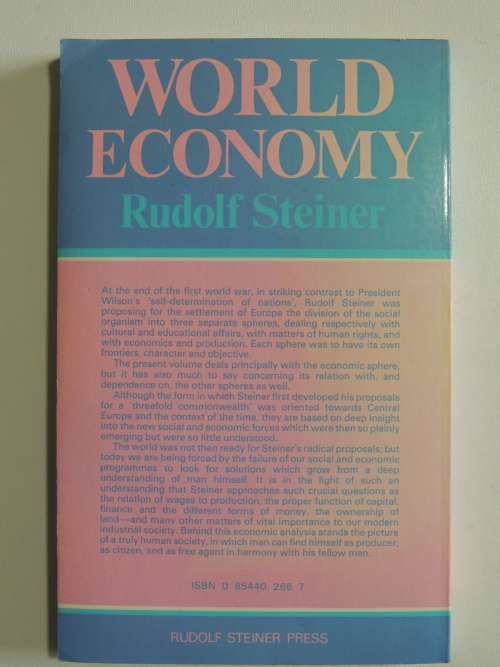 WORLD
ECONOMY
Rudolf Steiner
At the end of the first world war, in striking contrast to President
Wilson's 'self-determination of nations', Rudolf Steiner was
proposing for the settlement of Europe the division of the social
organism into three separate spheres, dealing respectively with
cultural and educational affairs, with matters of human rights, and
with economics and production. Each sphere was to have its own
frontiers, character and objective.
The present volume deals principally with the economic sphere,
but it has also much to say concerning its relation with, and
dependence on, the other spheres as well.
Although the form in which Steiner first developed his proposals
for a 'threefold commonwealth' was oriented towards Central
Europe and the context of the time, they are based on deep insight
into the new social and economic forces which were then so plainly
emerging but were so little understood.
The world was not then ready for Steiner's radical proposals; but
today we are being forced by the failure of our social and economic
programmes to look for solutions which grow from a deep
understanding of man himself. It is in the light of such an
understanding that Steiner approaches such crucial questions as
the relation of wages to production, the proper function of capital,
finance and the different forms of money, the ownership of
land—and many other matters of vital importance to our modern
industrial society. Behind this economic analysis stands the picture
of a truly human society, in which man can find himself as producer,
as citizen, and as free agent in harmony with his fellow men.
ISBN 0 85440 266 7
RUDOLF STEINER PRESS